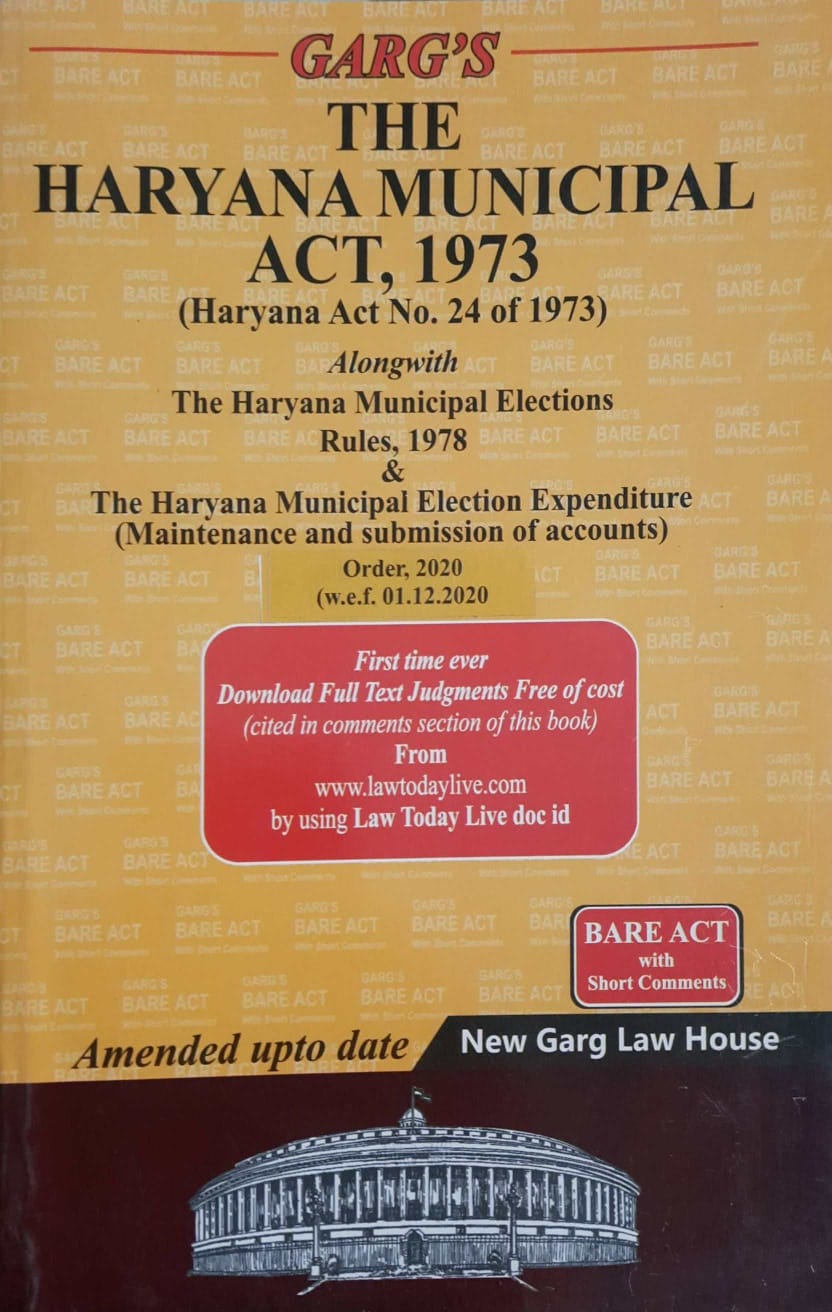 GARG'S
THE
HARYANA MUNICIPAL
ACT, 1973
(Haryana Act No. 24 of 1973)
Alongwith
The Haryana Municipal Elections
Rules, 1978
&
The Haryana Municipal Election Expenditure
(Maintenance and submission of accounts)
Order, 2020
(w.e.f. 01.12.2020
First time ever
Download Full Text Judgments Free of cost
(cited in comments section of this book)
From
www.lawtodaylive.com
by using Law Today Live doc id
BARE ACT
with
Short Comments
Amended upto date
New Garg Law House